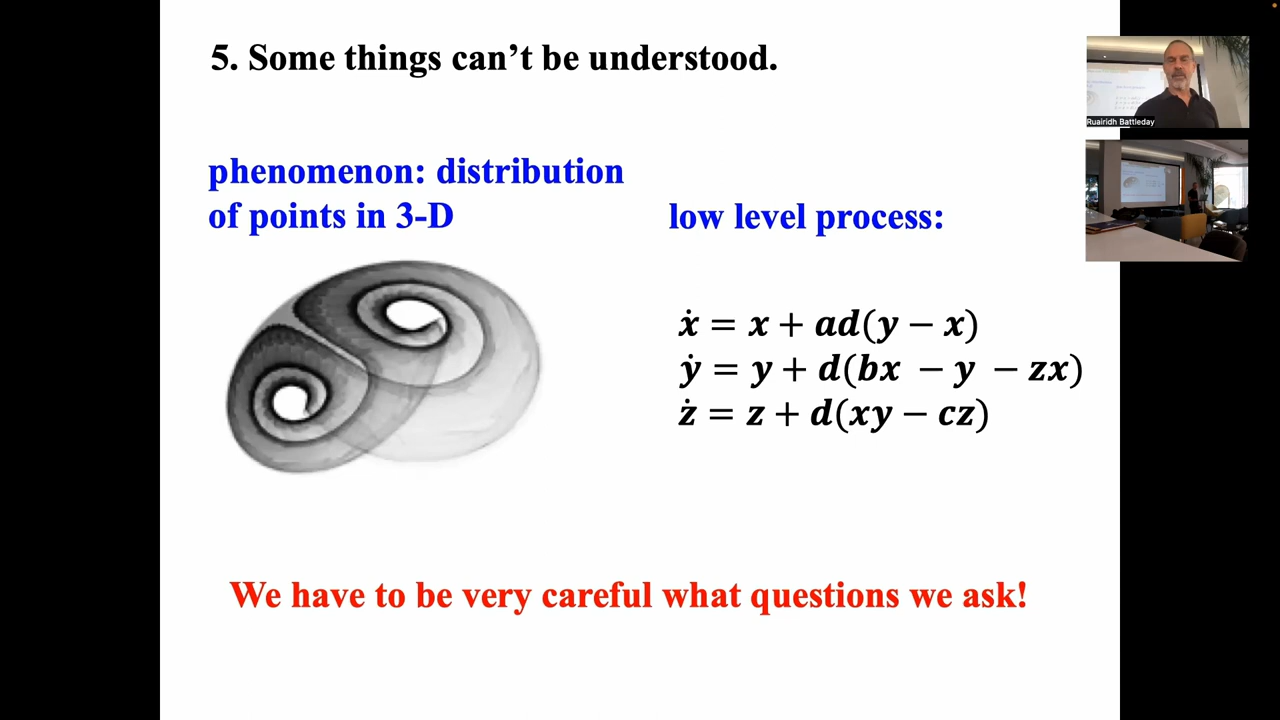 5. Some things can’t be understood.
phenomenon: distribution
of points in 3-D
low level process:
ẋ = x + ad(y − x)
ẏ = y + d(bx − y − zx)
ż = z + d(xy − cz)
We have to be very careful what questions we ask!
Ruairidh Battleday